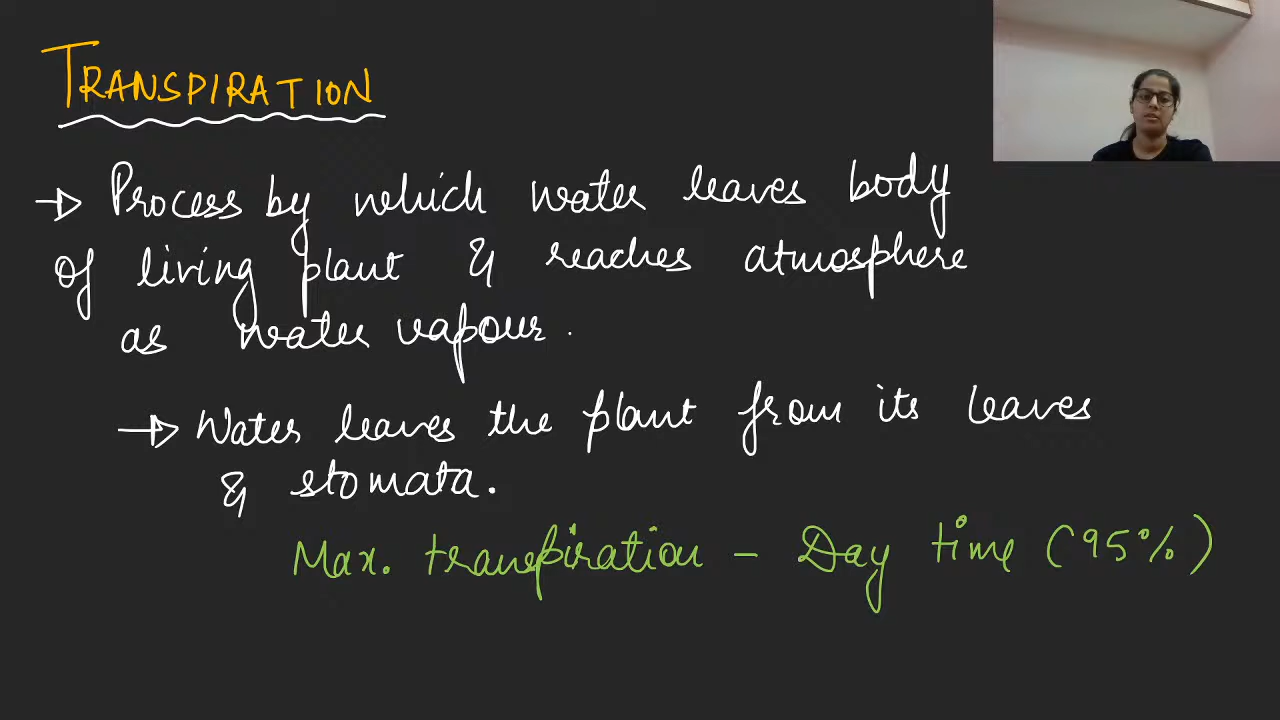 TRANSPIRATION
→ Process by which water leaves body
of living plant & reaches atmosphere
as water vapour.
→ Water leaves the plant from its leaves
& stomata.
Max. transpiration - Day time (95%)